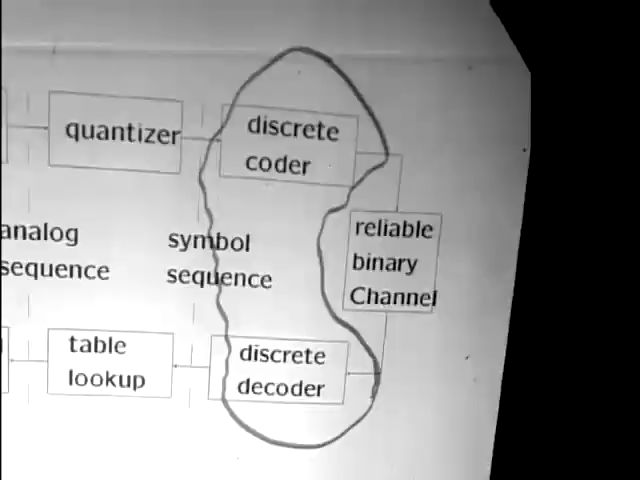 quantizer
discrete
coder
analog
sequence
symbol
sequence
reliable
binary
Channel
table
lookup
discrete
decoder